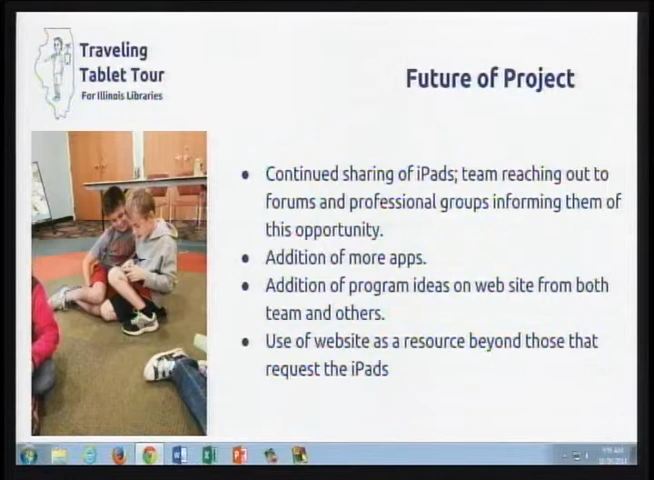 Traveling
Tablet Tour
For Illinois Libraries
Future of Project
Continued sharing of iPads; team reaching out to
forums and professional groups informing them of
this opportunity.
Addition of more apps.
Addition of program ideas on web site from both
team and others.
Use of website as a resource beyond those that
request the iPads